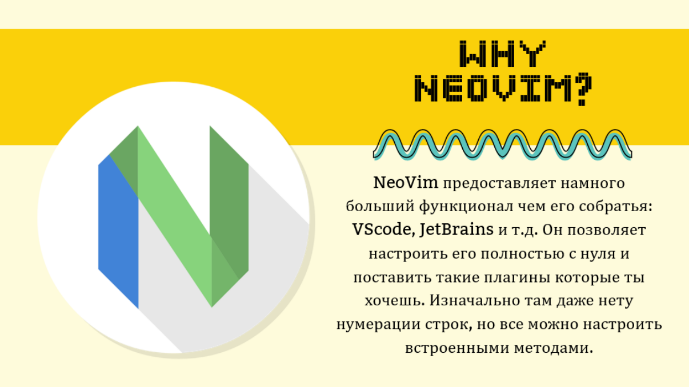 WHY
NEOVIM?
NeoVim предоставляет намного
больший функционал чем его собратья:
VScode, JetBrains и т.д. Он позволяет
настроить его полностью с нуля и
поставить такие плагины которые ты
хочешь. Изначально там даже нету
нумерации строк, но все можно настроить
встроенными методами.